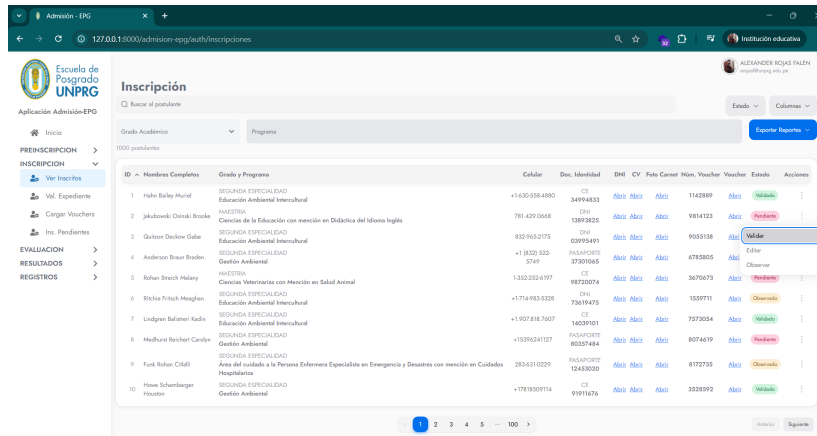 Admisión - EPG
127.0.0.1:8000/admision-epg/auth/inscripciones
52
Institución educativa
Escuela de
Posgrado
UNPRG
Aplicación Admisión-EPG
Inicio
PREINSCRIPCION
INSCRIPCION
Ver Inscritos
Val. Expediente
Cargar Vouchers
Ins. Pendientes
EVALUACION
RESULTADOS
REGISTROS
ALEXANDER ROJAS FALEN
Inscripción
Buscar al postulante
Estado
Columnas
Grado Académico
Programa
Exportar Reportes
1000 postulantes
ID Nombres Completos Grado y Programa Celular Doc. Identidad DNI CV Foto Carnet Núm. Voucher Voucher Estado Acciones
1 Hahn Bailey Muriel SEGUNDA ESPECIALIDAD Educación Ambiental Intercultural +1-630-558-4880 CE 34994833 Abrir Abrir Abrir 1142889 Abrir Validado
2 Jakubowski Osinski Brooke MAESTRIA Ciencias de la Educación con mención en Didáctica del Idioma Inglés 781.439.0668 DNI 13893825 Abrir Abrir Abrir 9814123 Abrir Pendiente
3 Quitzon Deckow Gabe SEGUNDA ESPECIALIDAD Educación Ambiental Intercultural 832-965-2175 DNI 03995491 Abrir Abrir Abrir 9055138 Abri
4 Anderson Braun Braden SEGUNDA ESPECIALIDAD Gestión Ambiental +1 (832) 522-5749 PASAPORTE 37301065 Abrir Abrir Abrir 6785805 Abri
Validar
Editar
Observar
5 Rohan Streich Melany MAESTRIA Ciencias Veterinarias con Mención en Salud Animal 1-352-252-6197 CE 98720074 Abrir Abrir Abrir 3670673 Abrir Pendiente
6 Ritchie Fritsch Meaghan SEGUNDA ESPECIALIDAD Educación Ambiental Intercultural +1-714-983-5328 DNI 73619475 Abrir Abrir Abrir 1559711 Abrir Observado
7 Lindgren Balistreri Kadin SEGUNDA ESPECIALIDAD Educación Ambiental Intercultural +1.907.818.7607 CE 14039101 Abrir Abrir Abrir 7573054 Abrir Validado
8 Medhurst Reichert Carolyn SEGUNDA ESPECIALIDAD Gestión Ambiental +15396241127 PASAPORTE 80357484 Abrir Abrir Abrir 8074619 Abrir Pendiente
9 Funk Rohan Citlalli SEGUNDA ESPECIALIDAD Área del cuidado a la Persona Enfermera Especialista en Emergencia y Desastres con mención en Cuidados Hospitalarios 283-631-0229 PASAPORTE 12453020 Abrir Abrir Abrir 8172735 Abrir Observado
10 Howe Schamberger Houston SEGUNDA ESPECIALIDAD Gestión Ambiental +17818509114 CE 91911676 Abrir Abrir Abrir 3528592 Abrir Validado
1 2 3 4 5 ··· 100
Anterior Siguiente